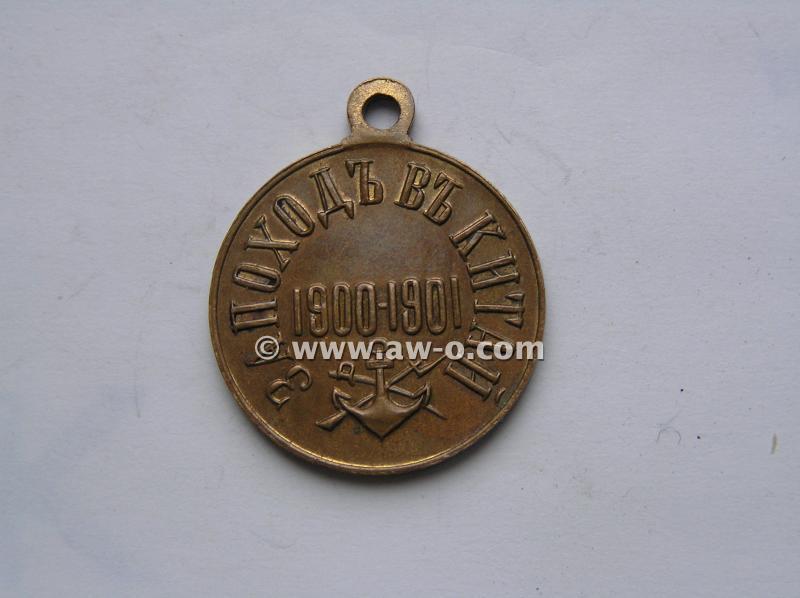 ЗА ПОХОДЪ ВЪ КИТАЙ
1900-1901
© www.aw-o.com